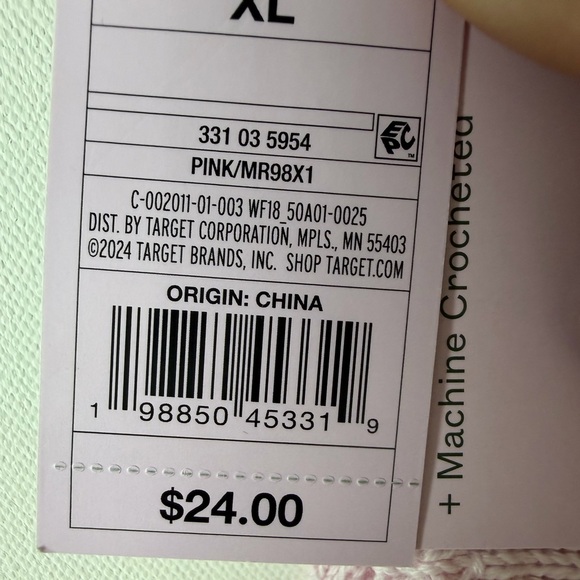 XL
331 03 5954
EPC™
PINK/MR98X1
C-002011-01-003 WF18_50A01-0025
DIST. BY TARGET CORPORATION, MPLS., MN 55403
©2024 TARGET BRANDS, INC. SHOP TARGET.COM
ORIGIN: CHINA
1 98850 45331 9
$24.00
+ Machine Crocheted